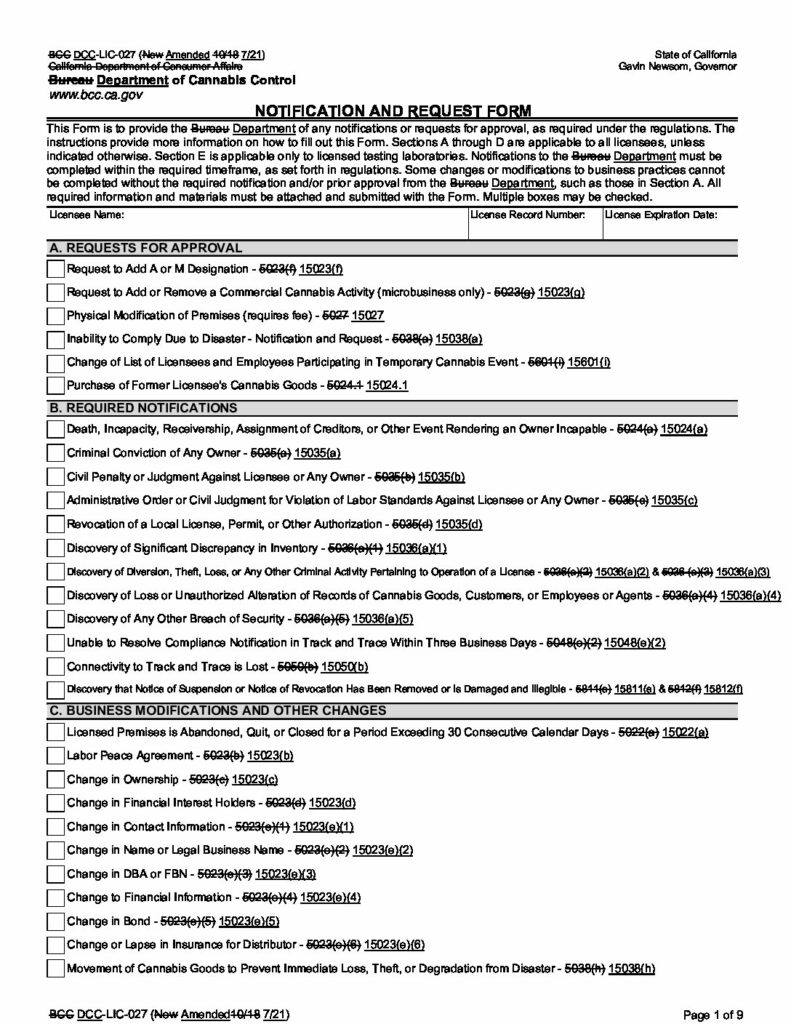 BCC DCC-LIC-027 (New Amended 10/18 7/21)
State of California
California Department of Consumer Affairs
Gavin Newsom, Governor
Bureau Department of Cannabis Control
www.bcc.ca.gov
NOTIFICATION AND REQUEST FORM
This Form is to provide the Bureau Department of any notifications or requests for approval, as required under the regulations. The
instructions provide more information on how to fill out this Form. Sections A through D are applicable to all licensees, unless
indicated otherwise. Section E is applicable only to licensed testing laboratories. Notifications to the Bureau Department must be
completed within the required timeframe, as set forth in regulations. Some changes or modifications to business practices cannot
be completed without the required notification and/or prior approval from the Bureau Department, such as those in Section A. All
required information and materials must be attached and submitted with the Form. Multiple boxes may be checked.
Licensee Name:
License Record Number:
License Expiration Date:
A. REQUESTS FOR APPROVAL
Request to Add A or M Designation - 5023(f) 15023(f)
Request to Add or Remove a Commercial Cannabis Activity (microbusiness only) - 5023(g) 15023(g)
Physical Modification of Premises (requires fee) - 5027 15027
Inability to Comply Due to Disaster - Notification and Request - 5038(a) 15038(a)
Change of List of Licensees and Employees Participating in Temporary Cannabis Event - 5601(i) 15601(i)
Purchase of Former Licensee's Cannabis Goods - 5024.1 15024.1
B. REQUIRED NOTIFICATIONS
Death, Incapacity, Receivership, Assignment of Creditors, or Other Event Rendering an Owner Incapable - 5024(a) 15024(a)
Criminal Conviction of Any Owner - 5035(a) 15035(a)
Civil Penalty or Judgment Against Licensee or Any Owner - 5035(b) 15035(b)
Administrative Order or Civil Judgment for Violation of Labor Standards Against Licensee or Any Owner - 5035(c) 15035(c)
Revocation of a Local License, Permit, or Other Authorization - 5035(d) 15035(d)
Discovery of Significant Discrepancy in Inventory - 5036(a)(1) 15036(a)(1)
Discovery of Diversion, Theft, Loss, or Any Other Criminal Activity Pertaining to Operation of a License - 5036(a)(2) 15036(a)(2) & 5036 (a)(3) 15036(a)(3)
Discovery of Loss or Unauthorized Alteration of Records of Cannabis Goods, Customers, or Employees or Agents - 5036(a)(4) 15036(a)(4)
Discovery of Any Other Breach of Security - 5036(a)(5) 15036(a)(5)
Unable to Resolve Compliance Notification in Track and Trace Within Three Business Days - 5048(e)(2) 15048(e)(2)
Connectivity to Track and Trace is Lost - 5050(b) 15050(b)
Discovery that Notice of Suspension or Notice of Revocation Has Been Removed or Is Damaged and Illegible - 5811(e) 15811(e) & 5812(f) 15812(f)
C. BUSINESS MODIFICATIONS AND OTHER CHANGES
Licensed Premises is Abandoned, Quit, or Closed for a Period Exceeding 30 Consecutive Calendar Days - 5022(a) 15022(a)
Labor Peace Agreement - 5023(b) 15023(b)
Change in Ownership - 5023(c) 15023(c)
Change in Financial Interest Holders - 5023(d) 15023(d)
Change in Contact Information - 5023(e)(1) 15023(e)(1)
Change in Name or Legal Business Name - 5023(e)(2) 15023(e)(2)
Change in DBA or FBN - 5023(e)(3) 15023(e)(3)
Change to Financial Information - 5023(e)(4) 15023(e)(4)
Change in Bond - 5023(e)(5) 15023(e)(5)
Change or Lapse in Insurance for Distributor - 5023(e)(6) 15023(e)(6)
Movement of Cannabis Goods to Prevent Immediate Loss, Theft, or Degradation from Disaster - 5038(h) 15038(h)
BCC DCC-LIC-027 (New Amended10/18 7/21)
Page 1 of 9